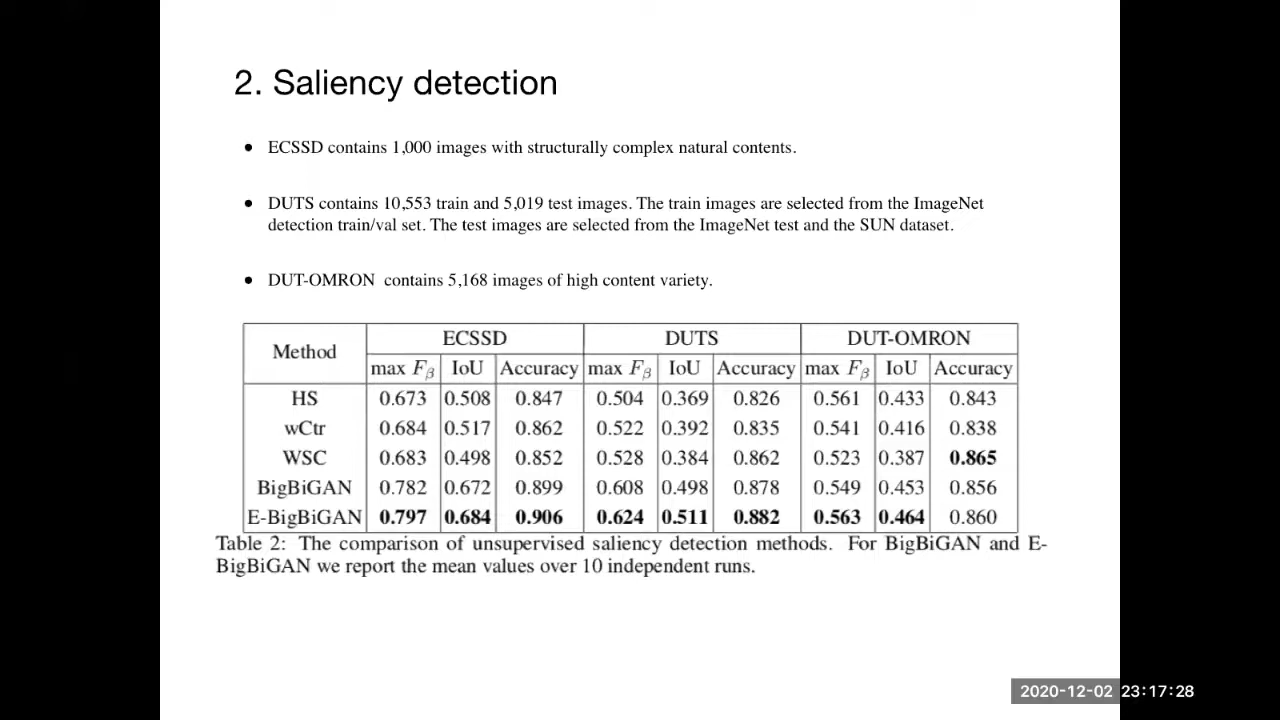 2. Saliency detection
• ECSSD contains 1,000 images with structurally complex natural contents.
• DUTS contains 10,553 train and 5,019 test images. The train images are selected from the ImageNet
detection train/val set. The test images are selected from the ImageNet test and the SUN dataset.
• DUT-OMRON contains 5,168 images of high content variety.
Method ECSSD DUTS DUT-OMRON
max Fβ IoU Accuracy max Fβ IoU Accuracy max Fβ IoU Accuracy
HS 0.673 0.508 0.847 0.504 0.369 0.826 0.561 0.433 0.843
wCtr 0.684 0.517 0.862 0.522 0.392 0.835 0.541 0.416 0.838
WSC 0.683 0.498 0.852 0.528 0.384 0.862 0.523 0.387 0.865
BigBiGAN 0.782 0.672 0.899 0.608 0.498 0.878 0.549 0.453 0.856
E-BigBiGAN 0.797 0.684 0.906 0.624 0.511 0.882 0.563 0.464 0.860
Table 2: The comparison of unsupervised saliency detection methods. For BigBiGAN and E-
BigBiGAN we report the mean values over 10 independent runs.
2020-12-02 23:17:28